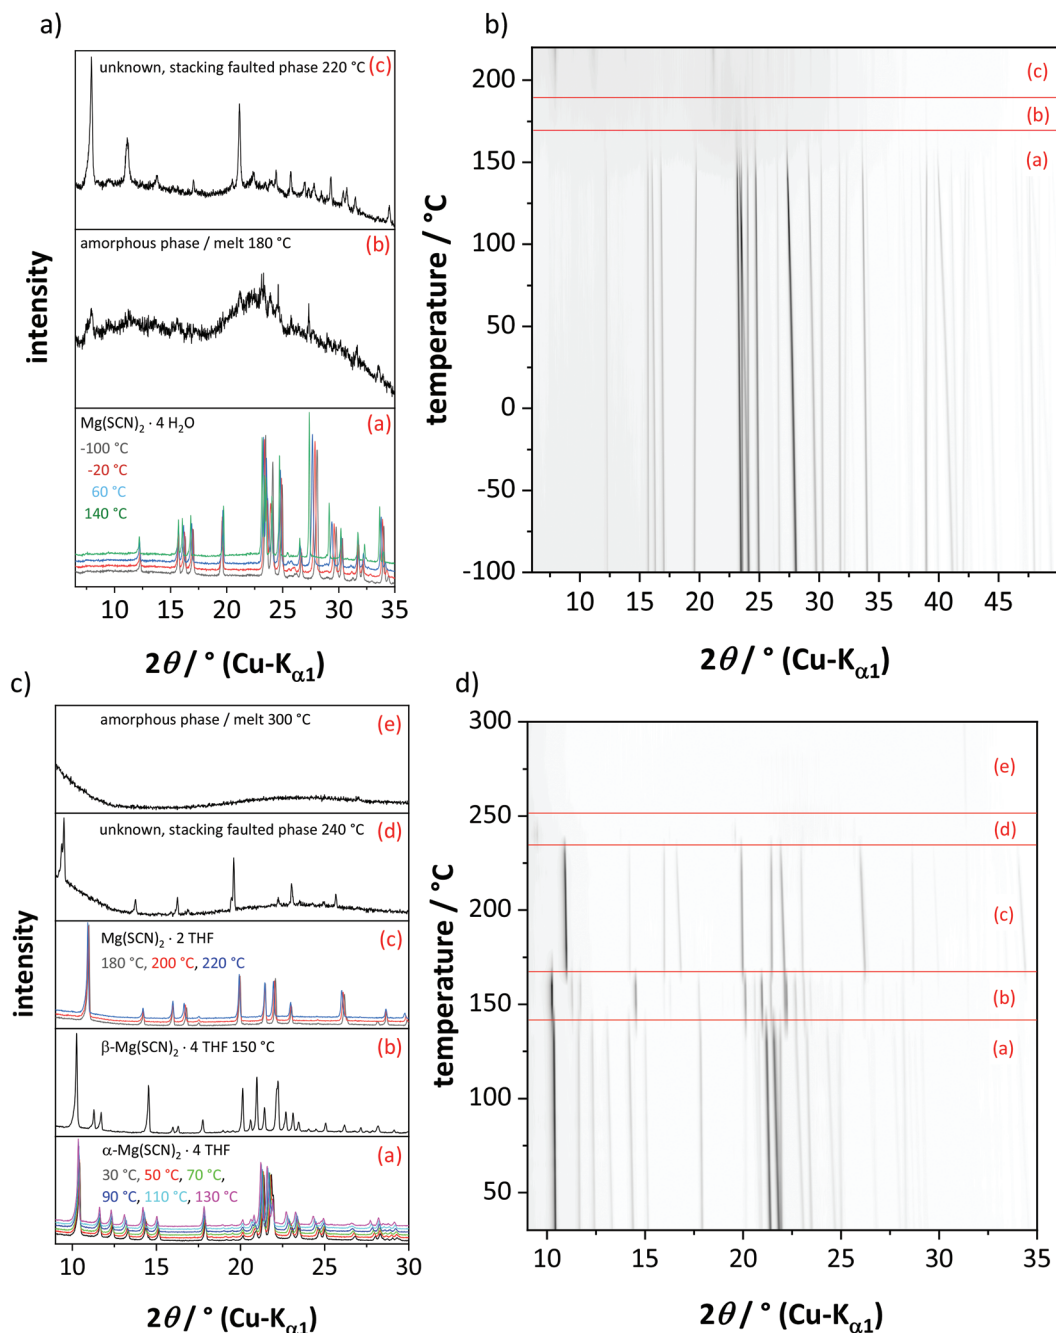 a)
unknown, stacking faulted phase 220 °C
(c)
amorphous phase / melt 180 °C
(b)
Mg(SCN)₂ · 4 H₂O
(a)
-100 °C
-20 °C
60 °C
140 °C
intensity
10 15 20 25 30 35
2θ / ° (Cu-Kα1)
b)
200
150
100
50
0
-50
-100
temperature / °C
(c)
(b)
(a)
10 15 20 25 30 35 40 45
2θ / ° (Cu-Kα1)
c)
amorphous phase / melt 300 °C
(e)
unknown, stacking faulted phase 240 °C
(d)
Mg(SCN)₂ · 2 THF
(c)
180 °C, 200 °C, 220 °C
β-Mg(SCN)₂ · 4 THF 150 °C
(b)
α-Mg(SCN)₂ · 4 THF
(a)
30 °C, 50 °C, 70 °C,
90 °C, 110 °C, 130 °C
intensity
10 15 20 25 30
2θ / ° (Cu-Kα1)
d)
300
250
200
150
100
50
temperature / °C
(e)
(d)
(c)
(b)
(a)
10 15 20 25 30 35
2θ / ° (Cu-Kα1)